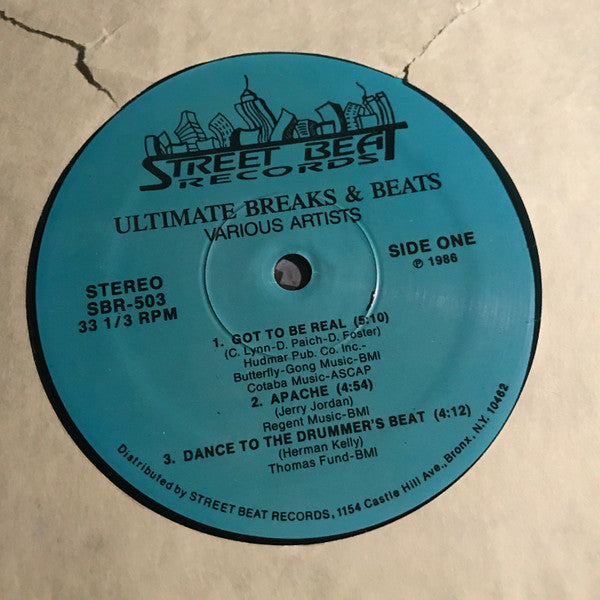 STREET BEAT
RECORDS
ULTIMATE BREAKS & BEATS
VARIOUS ARTISTS
STEREO
SBR-503
33 1/3 RPM
SIDE ONE
℗ 1986
1. GOT TO BE REAL (5:10)
(C. Lynn-D. Paich-D. Foster)
Hudmar Pub. Co. Inc.-
Butterfly-Gong Music-BMI
Cotaba Music-ASCAP
2. APACHE (4:54)
(Jerry Jordan)
Regent Music-BMI
3. DANCE TO THE DRUMMER'S BEAT (4:12)
(Herman Kelly)
Thomas Fund-BMI
Distributed by STREET BEAT RECORDS, 1154 Castle Hill Ave., Bronx, N.Y. 10462